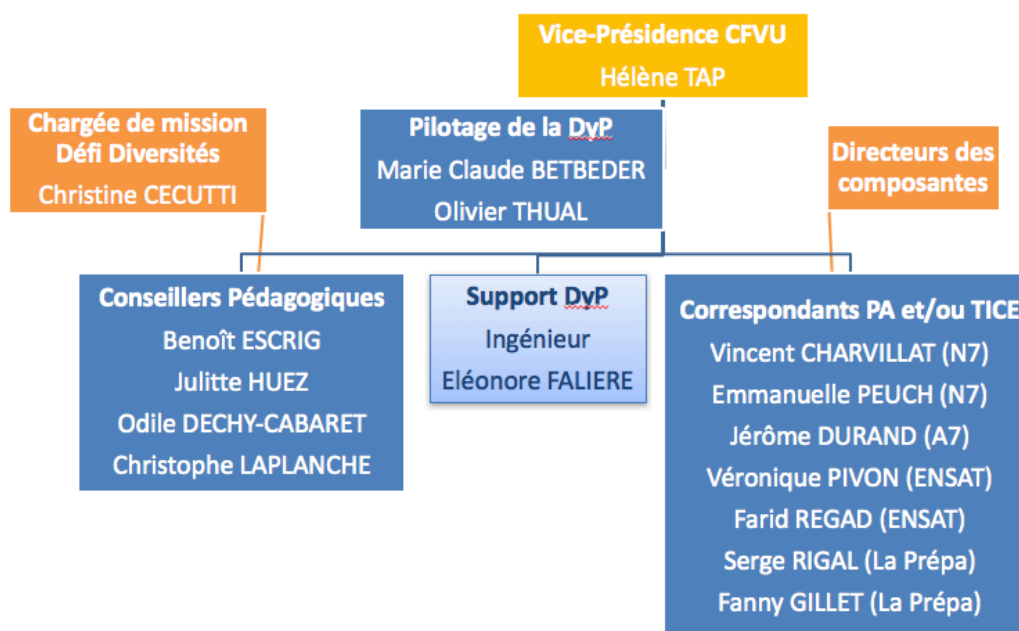 Vice-Présidence CFVU
Hélène TAP
Chargée de mission
Défi Diversités
Christine CECUTTI
Pilotage de la DyP
Marie Claude BETBEDER
Olivier THUAL
Directeurs des
composantes
Conseillers Pédagogiques
Benoît ESCRIG
Julitte HUEZ
Odile DECHY-CABARET
Christophe LAPLANCHE
Support DyP
Ingénieur
Eléonore FALIERE
Correspondants PA et/ou TICE
Vincent CHARVILLAT (N7)
Emmanuelle PEUCH (N7)
Jérôme DURAND (A7)
Véronique PIVON (ENSAT)
Farid REGAD (ENSAT)
Serge RIGAL (La Prépa)
Fanny GILLET (La Prépa)